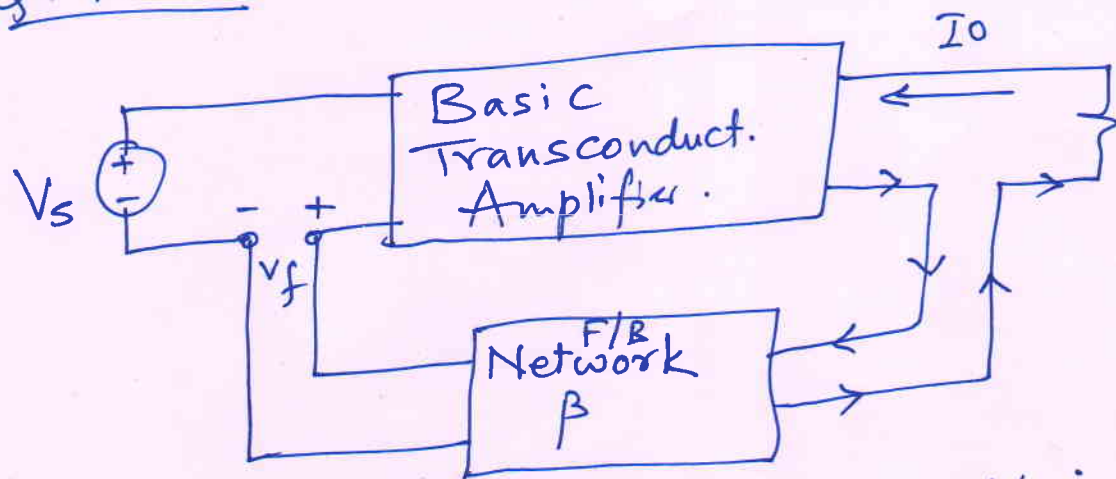 Io
Basic
Transconduct.
Amplifier.
+
-
Vs
- +
vf
F/B
Network
β